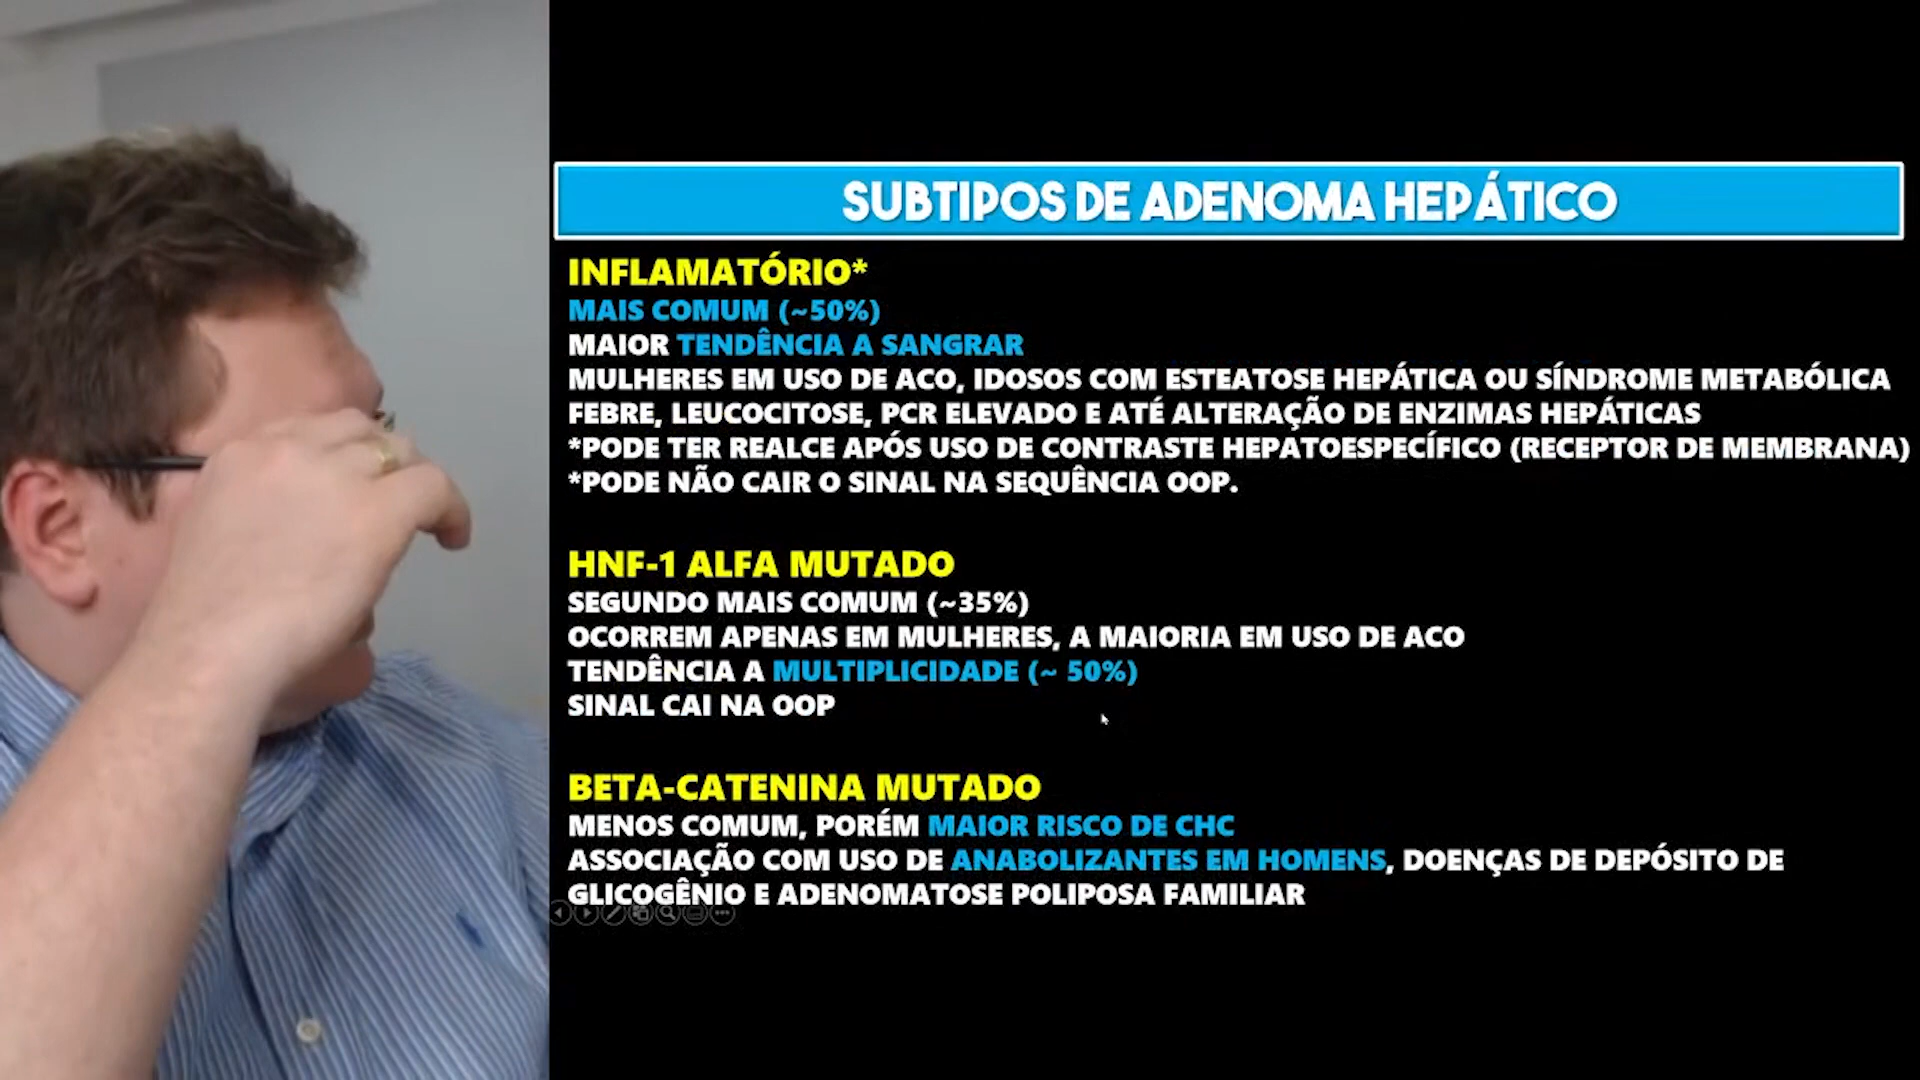 SUBTIPOS DE ADENOMA HEPÁTICO
INFLAMATÓRIO*
MAIS COMUM (~50%)
MAIOR TENDÊNCIA A SANGRAR
MULHERES EM USO DE ACO, IDOSOS COM ESTEATOSE HEPÁTICA OU SÍNDROME METABÓLICA
FEBRE, LEUCOCITOSE, PCR ELEVADO E ATÉ ALTERAÇÃO DE ENZIMAS HEPÁTICAS
*PODE TER REALCE APÓS USO DE CONTRASTE HEPATOESPECÍFICO (RECEPTOR DE MEMBRANA)
*PODE NÃO CAIR O SINAL NA SEQUÊNCIA OOP.
HNF-1 ALFA MUTADO
SEGUNDO MAIS COMUM (~35%)
OCORREM APENAS EM MULHERES, A MAIORIA EM USO DE ACO
TENDÊNCIA A MULTIPLICIDADE (~ 50%)
SINAL CAI NA OOP
BETA-CATENINA MUTADO
MENOS COMUM, PORÉM MAIOR RISCO DE CHC
ASSOCIAÇÃO COM USO DE ANABOLIZANTES EM HOMENS, DOENÇAS DE DEPÓSITO DE
GLICOGÊNIO E ADENOMATOSE POLIPOSA FAMILIAR